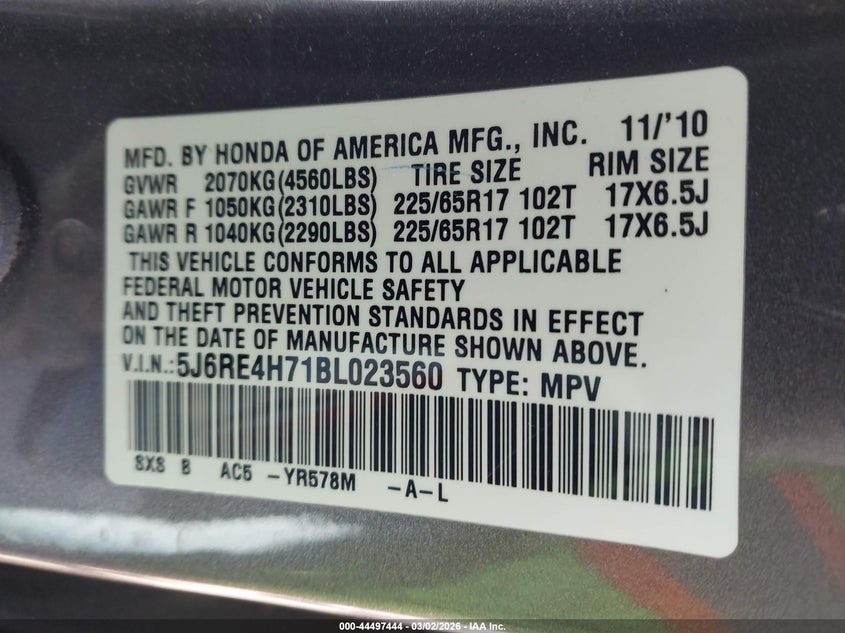 MFD. BY HONDA OF AMERICA MFG., INC. 11/'10
GVWR 2070KG(4560LBS) TIRE SIZE RIM SIZE
GAWR F 1050KG(2310LBS) 225/65R17 102T 17X6.5J
GAWR R 1040KG(2290LBS) 225/65R17 102T 17X6.5J
THIS VEHICLE CONFORMS TO ALL APPLICABLE
FEDERAL MOTOR VEHICLE SAFETY
AND THEFT PREVENTION STANDARDS IN EFFECT
ON THE DATE OF MANUFACTURE SHOWN ABOVE.
V.I.N.:5J6RE4H71BL023560 TYPE: MPV
SXS B AC5 -YR578M -A-L
000-44497444 | 03/02/2026 | IAA Inc.